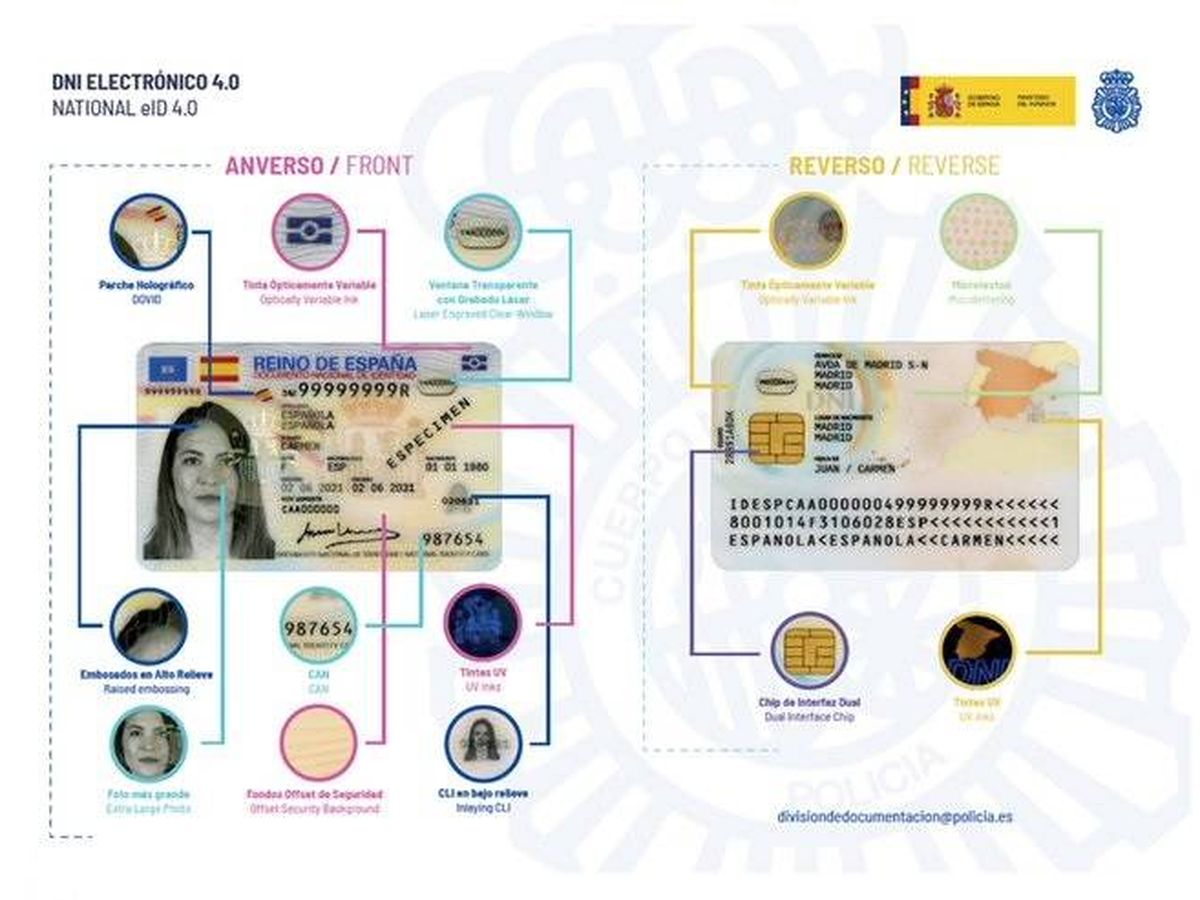 DNI ELECTRÓNICO 4.0
NATIONAL eID 4.0
GOBIERNO DE ESPAÑA
MINISTERIO DEL INTERIOR
ANVERSO / FRONT
Parche Holográfico
DOVID
Tinta Ópticamente Variable
Optically Variable Ink
Ventana Transparente
con Grabado Láser
Laser Engraved Clear Window
REINO DE ESPAÑA
DOCUMENTO NACIONAL DE IDENTIDAD
DNI 99999999R
ESPAÑOLA
ESPAÑOLA
CARMEN
ESPECIMEN
ESP
01 01 1980
02 06 2021
02 06 2031
CAA000000
987654
987654
Embosados en Alto Relieve
Raised embossing
CAN
CAN
Tintas UV
UV inks
Foto más grande
Extra Large Photo
Fondos Offset de Seguridad
Offset Security Background
CLI en bajo relieve
Inlaying CLI
REVERSO / REVERSE
Tinta Ópticamente Variable
Optically Variable Ink
Microtextos
Microlettering
AVDA DE MADRID S-N
MADRID
MADRID
DNI
LUGAR DE NACIMIENTO
MADRID
MADRID
JUAN / CARMEN
IDESPCAA000000499999999R<<<<<<
8001014F3106028ESP<<<<<<<<<<<1
ESPANOLA<ESPANOLA<<CARMEN<<<<<
Chip de Interfaz Dual
Dual Interface Chip
DNI
Tintas UV
UV inks
CUERPO
POLICIA
divisiondedocumentacion@policia.es